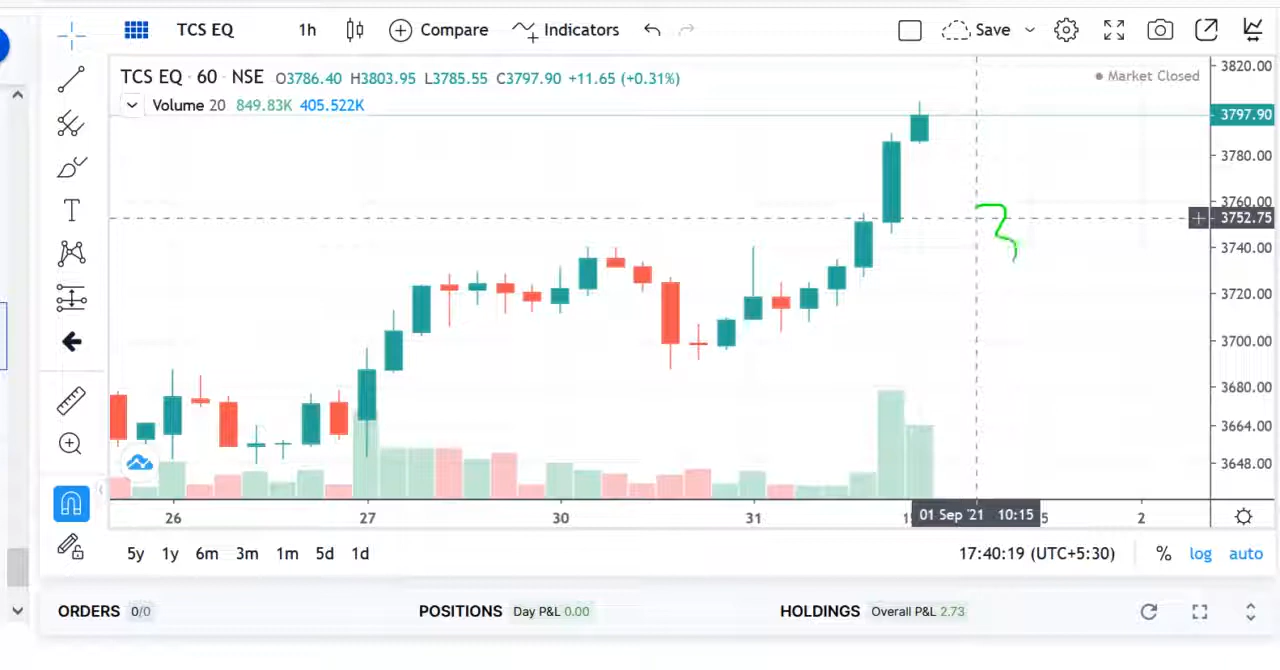 TCS EQ 1h Compare Indicators Save
TCS EQ · 60 · NSE O3786.40 H3803.95 L3785.55 C3797.90 +11.65 (+0.31%)
Market Closed
Volume 20 849.83K 405.522K
3820.00
3797.90
3780.00
3760.00
3752.75
3740.00
3720.00
3700.00
3680.00
3664.00
3648.00
26 27 30 31 01 Sep '21 10:15 2
5y 1y 6m 3m 1m 5d 1d 17:40:19 (UTC+5:30) % log auto
ORDERS 0/0 POSITIONS Day P&L 0.00 HOLDINGS Overall P&L 2.73